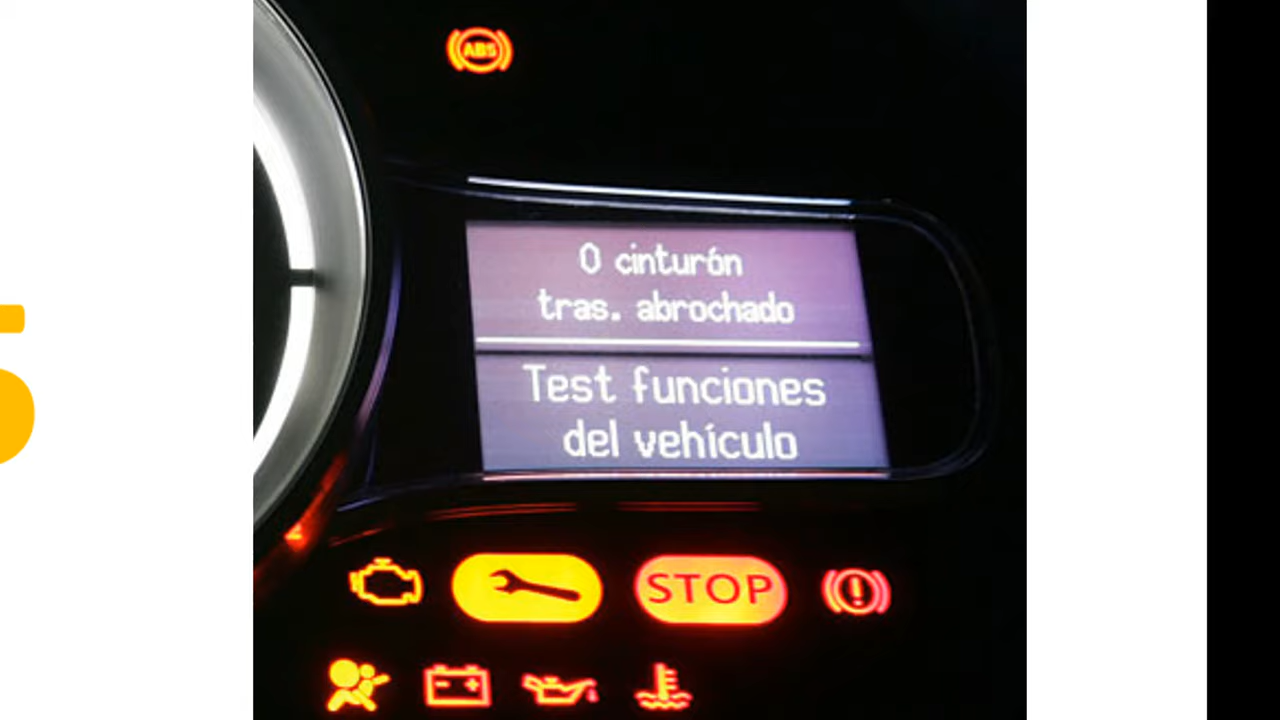 ABS
0 cinturón
tras. abrochado
Test funciones
del vehículo
STOP